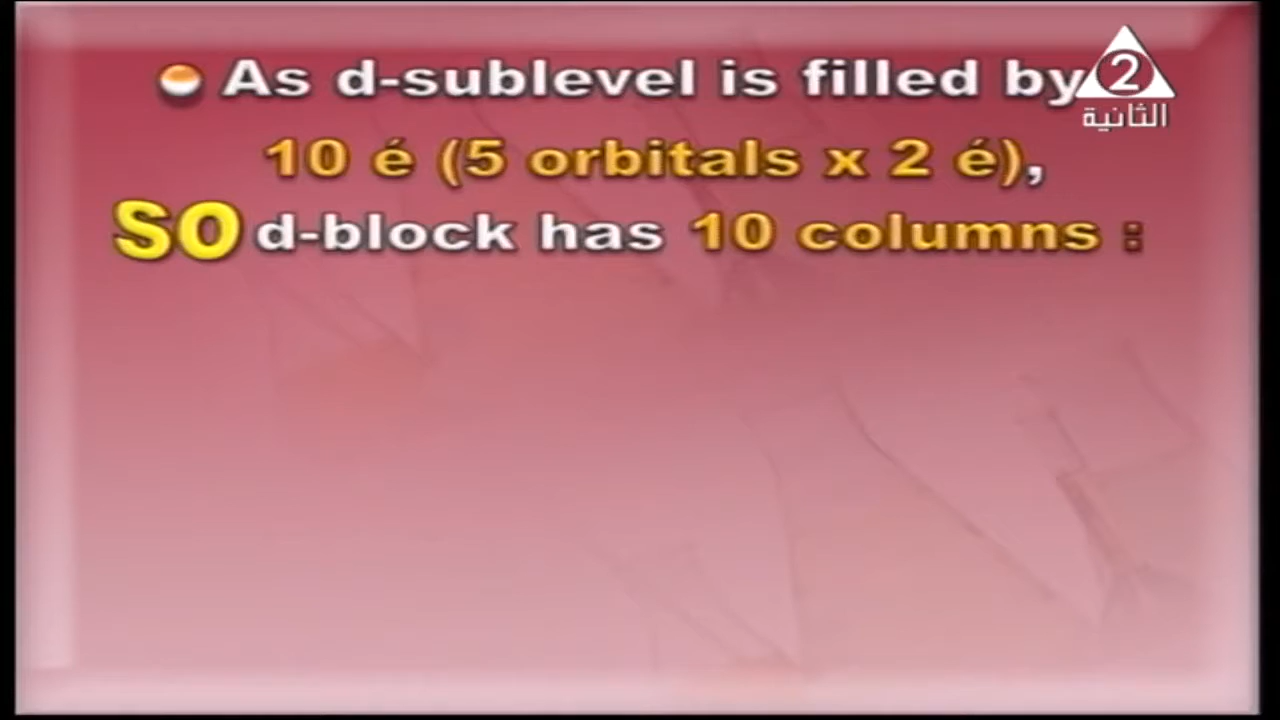 As d-sublevel is filled by
10 é (5 orbitals x 2 é),
SO d-block has 10 columns :
2
الثانية